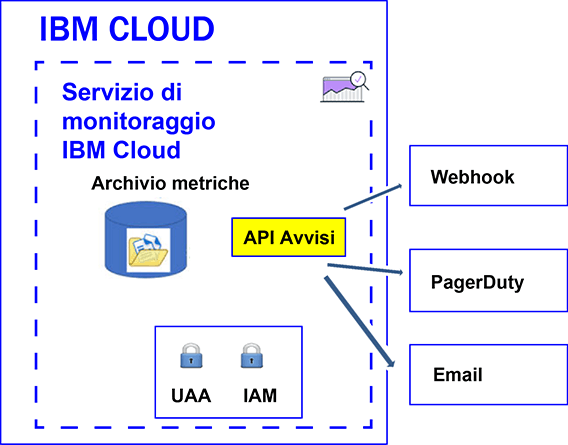 IBM CLOUD
Servizio di
monitoraggio
IBM Cloud
Archivio metriche
API Avvisi
Webhook
PagerDuty
Email
UAA
IAM